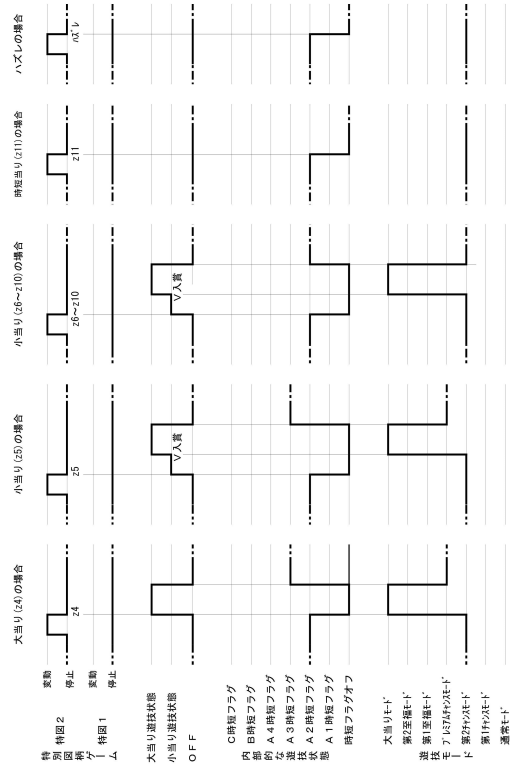 大当り(z4)の場合
小当り(z5)の場合
小当り(z6～z10)の場合
時短当り(z11)の場合
ハズレの場合
特別図柄ゲーム
特図2
変動
停止
特図1
変動
停止
z4
z5
z6～z10
z11
ハズレ
大当り遊技状態
小当り遊技状態
OFF
V入賞
V入賞
内部的な遊技状態
C時短フラグ
B時短フラグ
A4時短フラグ
A3時短フラグ
A2時短フラグ
A1時短フラグ
時短フラグオフ
遊技モード
大当りモード
第2至福モード
第1至福モード
プレミアムチャンスモード
第2チャンスモード
第1チャンスモード
通常モード